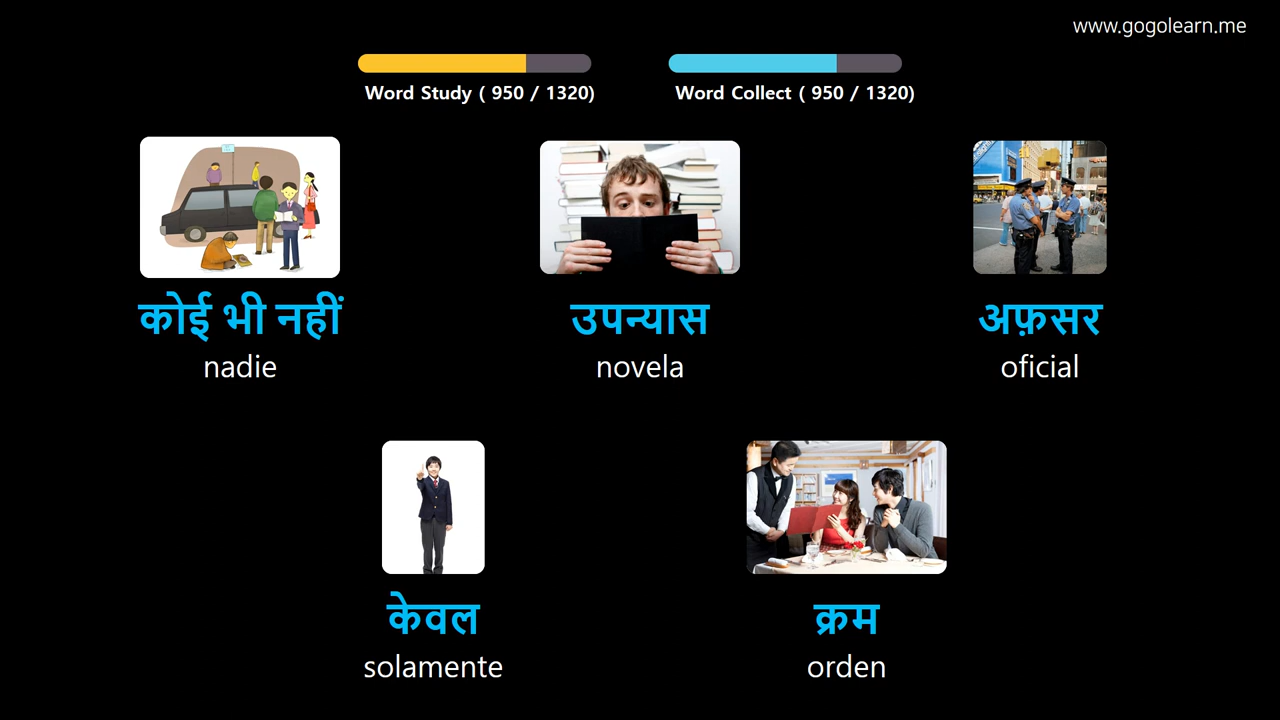 www.gogolearn.me
Word Study ( 950 / 1320)
Word Collect ( 950 / 1320)
कोई भी नहीं
nadie
उपन्यास
novela
अफ़सर
oficial
केवल
solamente
क्रम
orden